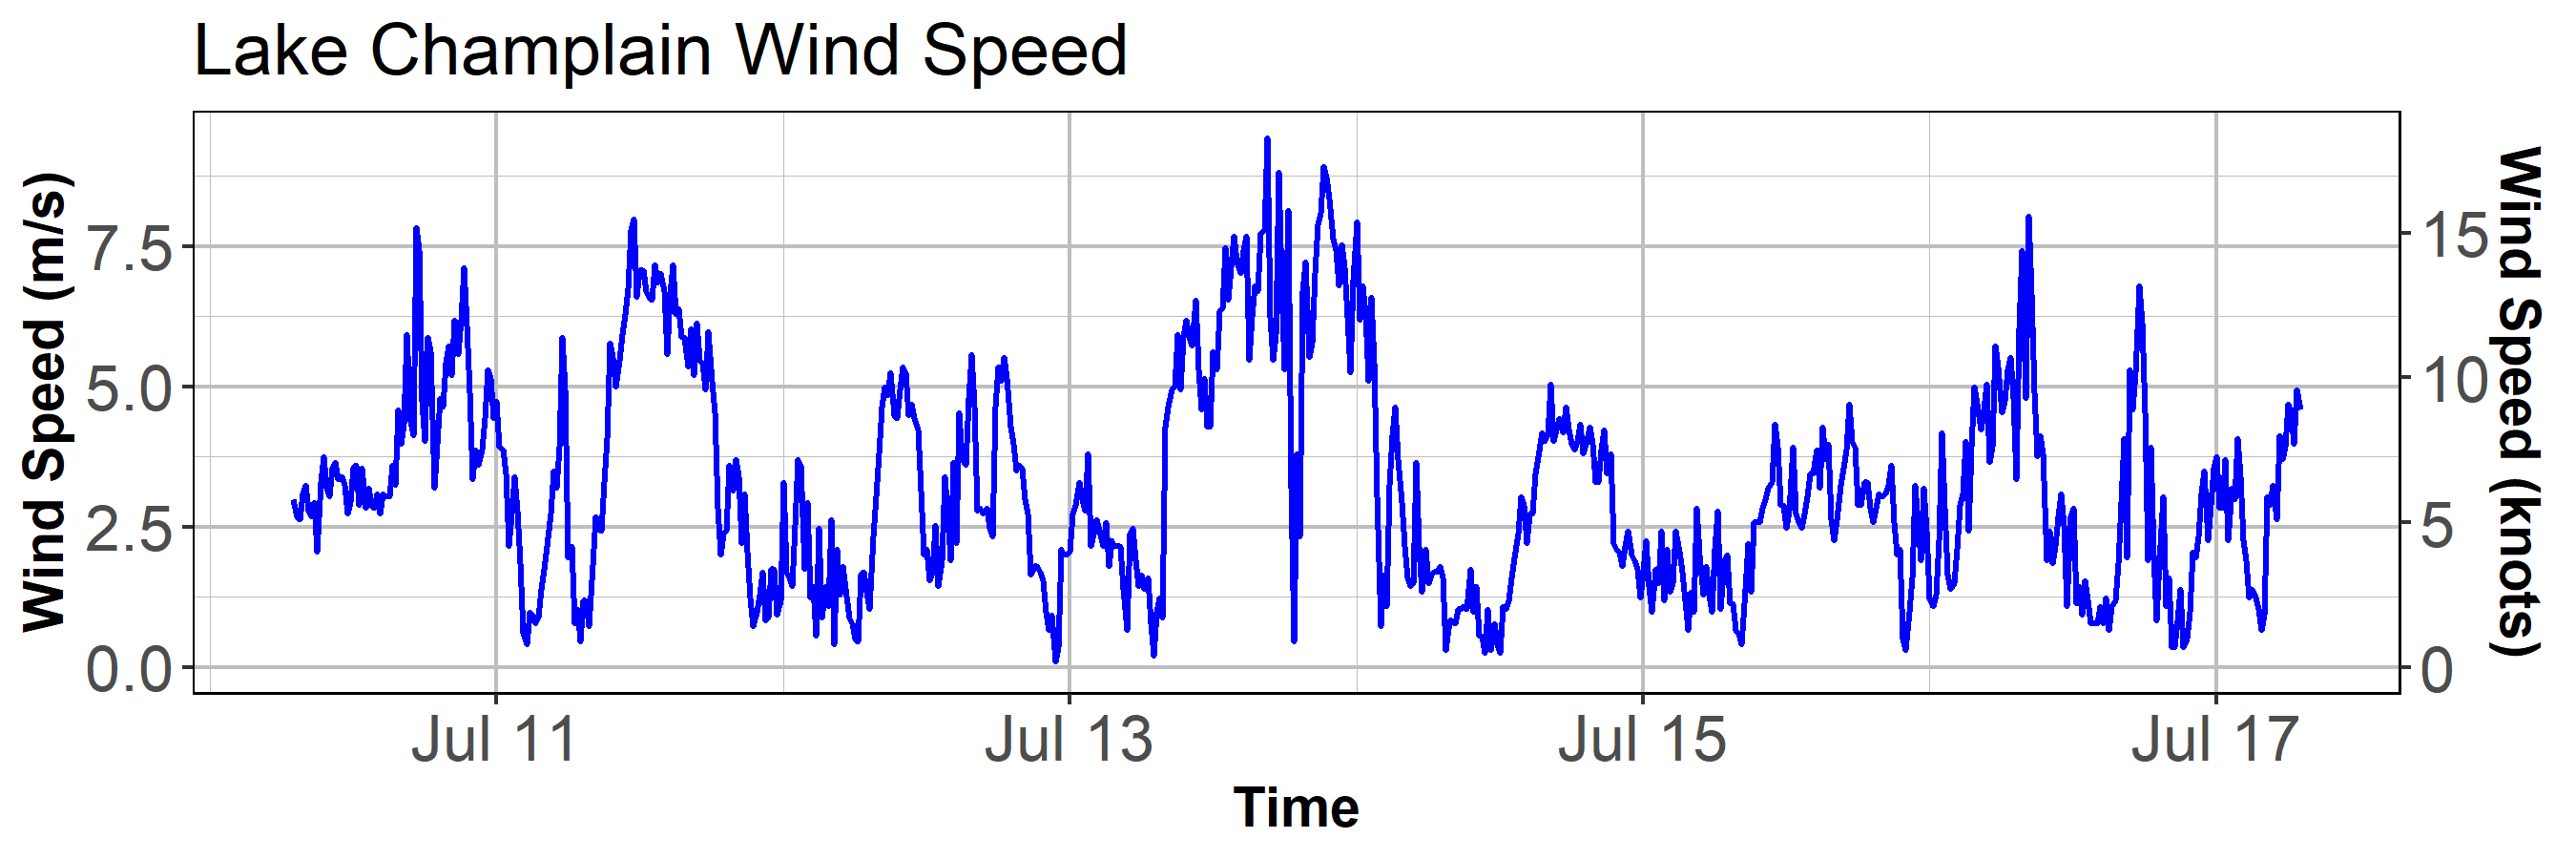 Lake Champlain Wind Speed
Wind Speed (m/s)
7.5
5.0
2.5
0.0
15
10
5
0
Wind Speed (knots)
Jul 11
Jul 13
Jul 15
Jul 17
Time